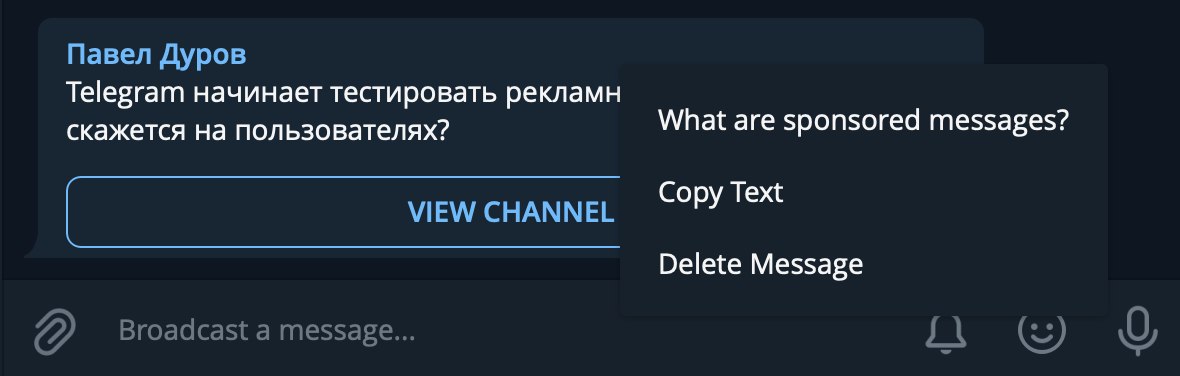 Павел Дуров
Telegram начинает тестировать
скажется на пользователях?
VIEW CHANNEL
What are sponsored messages?
Copy Text
Delete Message
Broadcast a message...